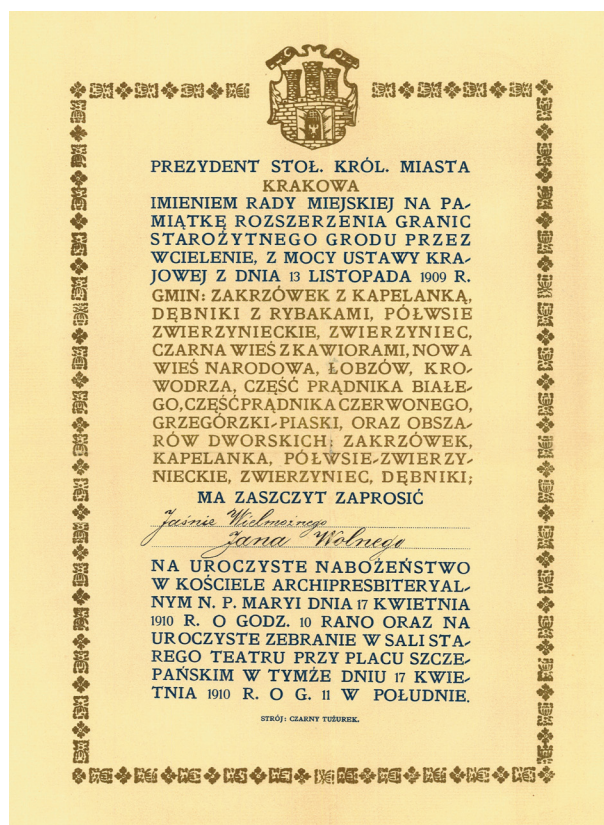 PREZYDENT STOŁ. KRÓL. MIASTA
KRAKOWA
IMIENIEM RADY MIEJSKIEJ NA PA-
MIĄTKĘ ROZSZERZENIA GRANIC
STAROŻYTNEGO GRODU PRZEZ
WCIELENIE, Z MOCY USTAWY KRA-
JOWEJ Z DNIA 13 LISTOPADA 1909 R.
GMIN: ZAKRZÓWEK Z KAPELANKĄ,
DĘBNIKI Z RYBAKAMI, PÓŁWSIE
ZWIERZYNIECKIE, ZWIERZYNIEC,
CZARNA WIEŚ Z KAWIORAMI, NOWA
WIEŚ NARODOWA, ŁOBZÓW, KRO-
WODRZA, CZĘŚĆ PRĄDNIKA BIAŁE-
GO, CZĘŚĆ PRĄDNIKA CZERWONEGO,
GRZEGÓRZKI-PIASKI, ORAZ OBSZA-
RÓW DWORSKICH: ZAKRZÓWEK,
KAPELANKA, PÓŁWSIE-ZWIERZY-
NIECKIE, ZWIERZYNIEC, DĘBNIKI;
MA ZASZCZYT ZAPROSIĆ
Jaśnie Wielmożnego
Jana Wolnego
NA UROCZYSTE NABOŻEŃSTWO
W KOŚCIELE ARCHIPRESBITERYAL-
NYM N. P. MARYI DNIA 17 KWIETNIA
1910 R. O GODZ. 10 RANO ORAZ NA
UROCZYSTE ZEBRANIE W SALI STA-
REGO TEATRU PRZY PLACU SZCZE-
PAŃSKIM W TYMŻE DNIU 17 KWIE-
TNIA 1910 R. O G. 11 W POŁUDNIE.
STRÓJ: CZARNY TUŻUREK.